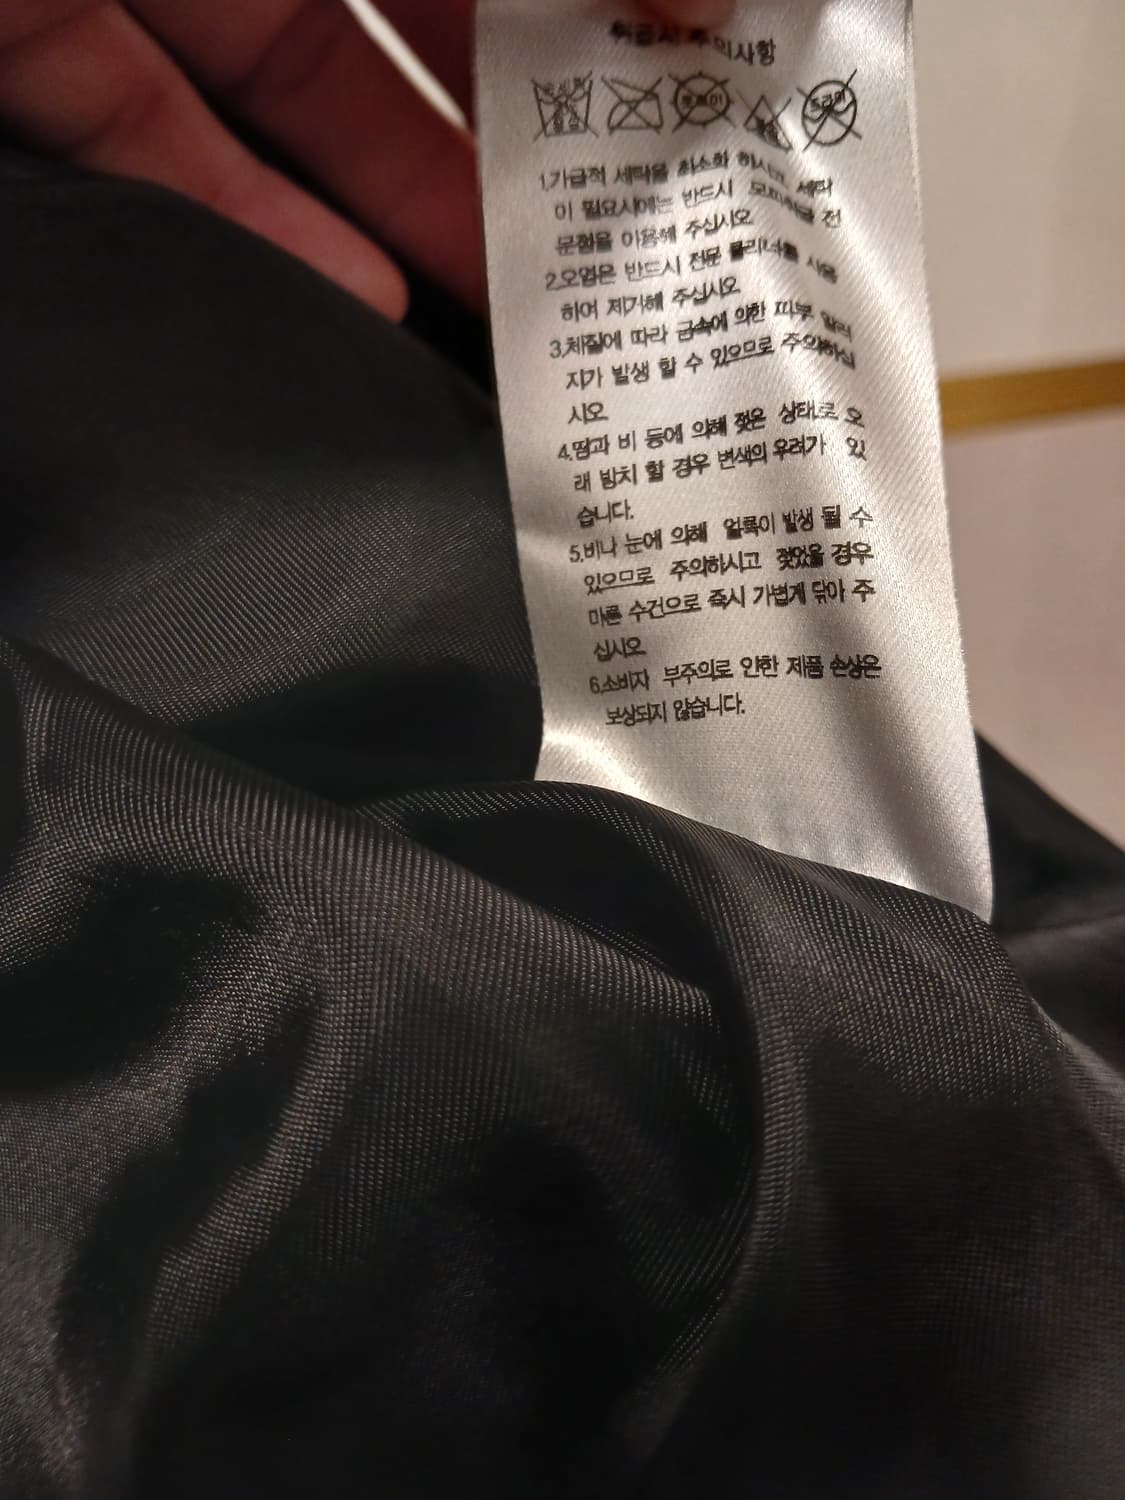 취급시 주의사항
드라이
1.가급적 세탁을 최소화 하시고 세탁
이 필요시에는 반드시 모피취급 전
문점을 이용해 주십시오
2.오염은 반드시 전문 클리너를 사용
하여 제거해 주십시오
3.체질에 따라 금속에 의한 피부 알러
지가 발생 할 수 있으므로 주의하십
시오
4.땀과 비 등에 의해 젖은 상태로 오
래 방치 할 경우 변색의 우려가 있
습니다.
5.비나 눈에 의해 얼룩이 발생 될 수
있으므로 주의하시고 젖었을 경우
마른 수건으로 즉시 가볍게 닦아 주
십시오
6.소비자 부주의로 인한 제품 손상은
보상되지 않습니다.